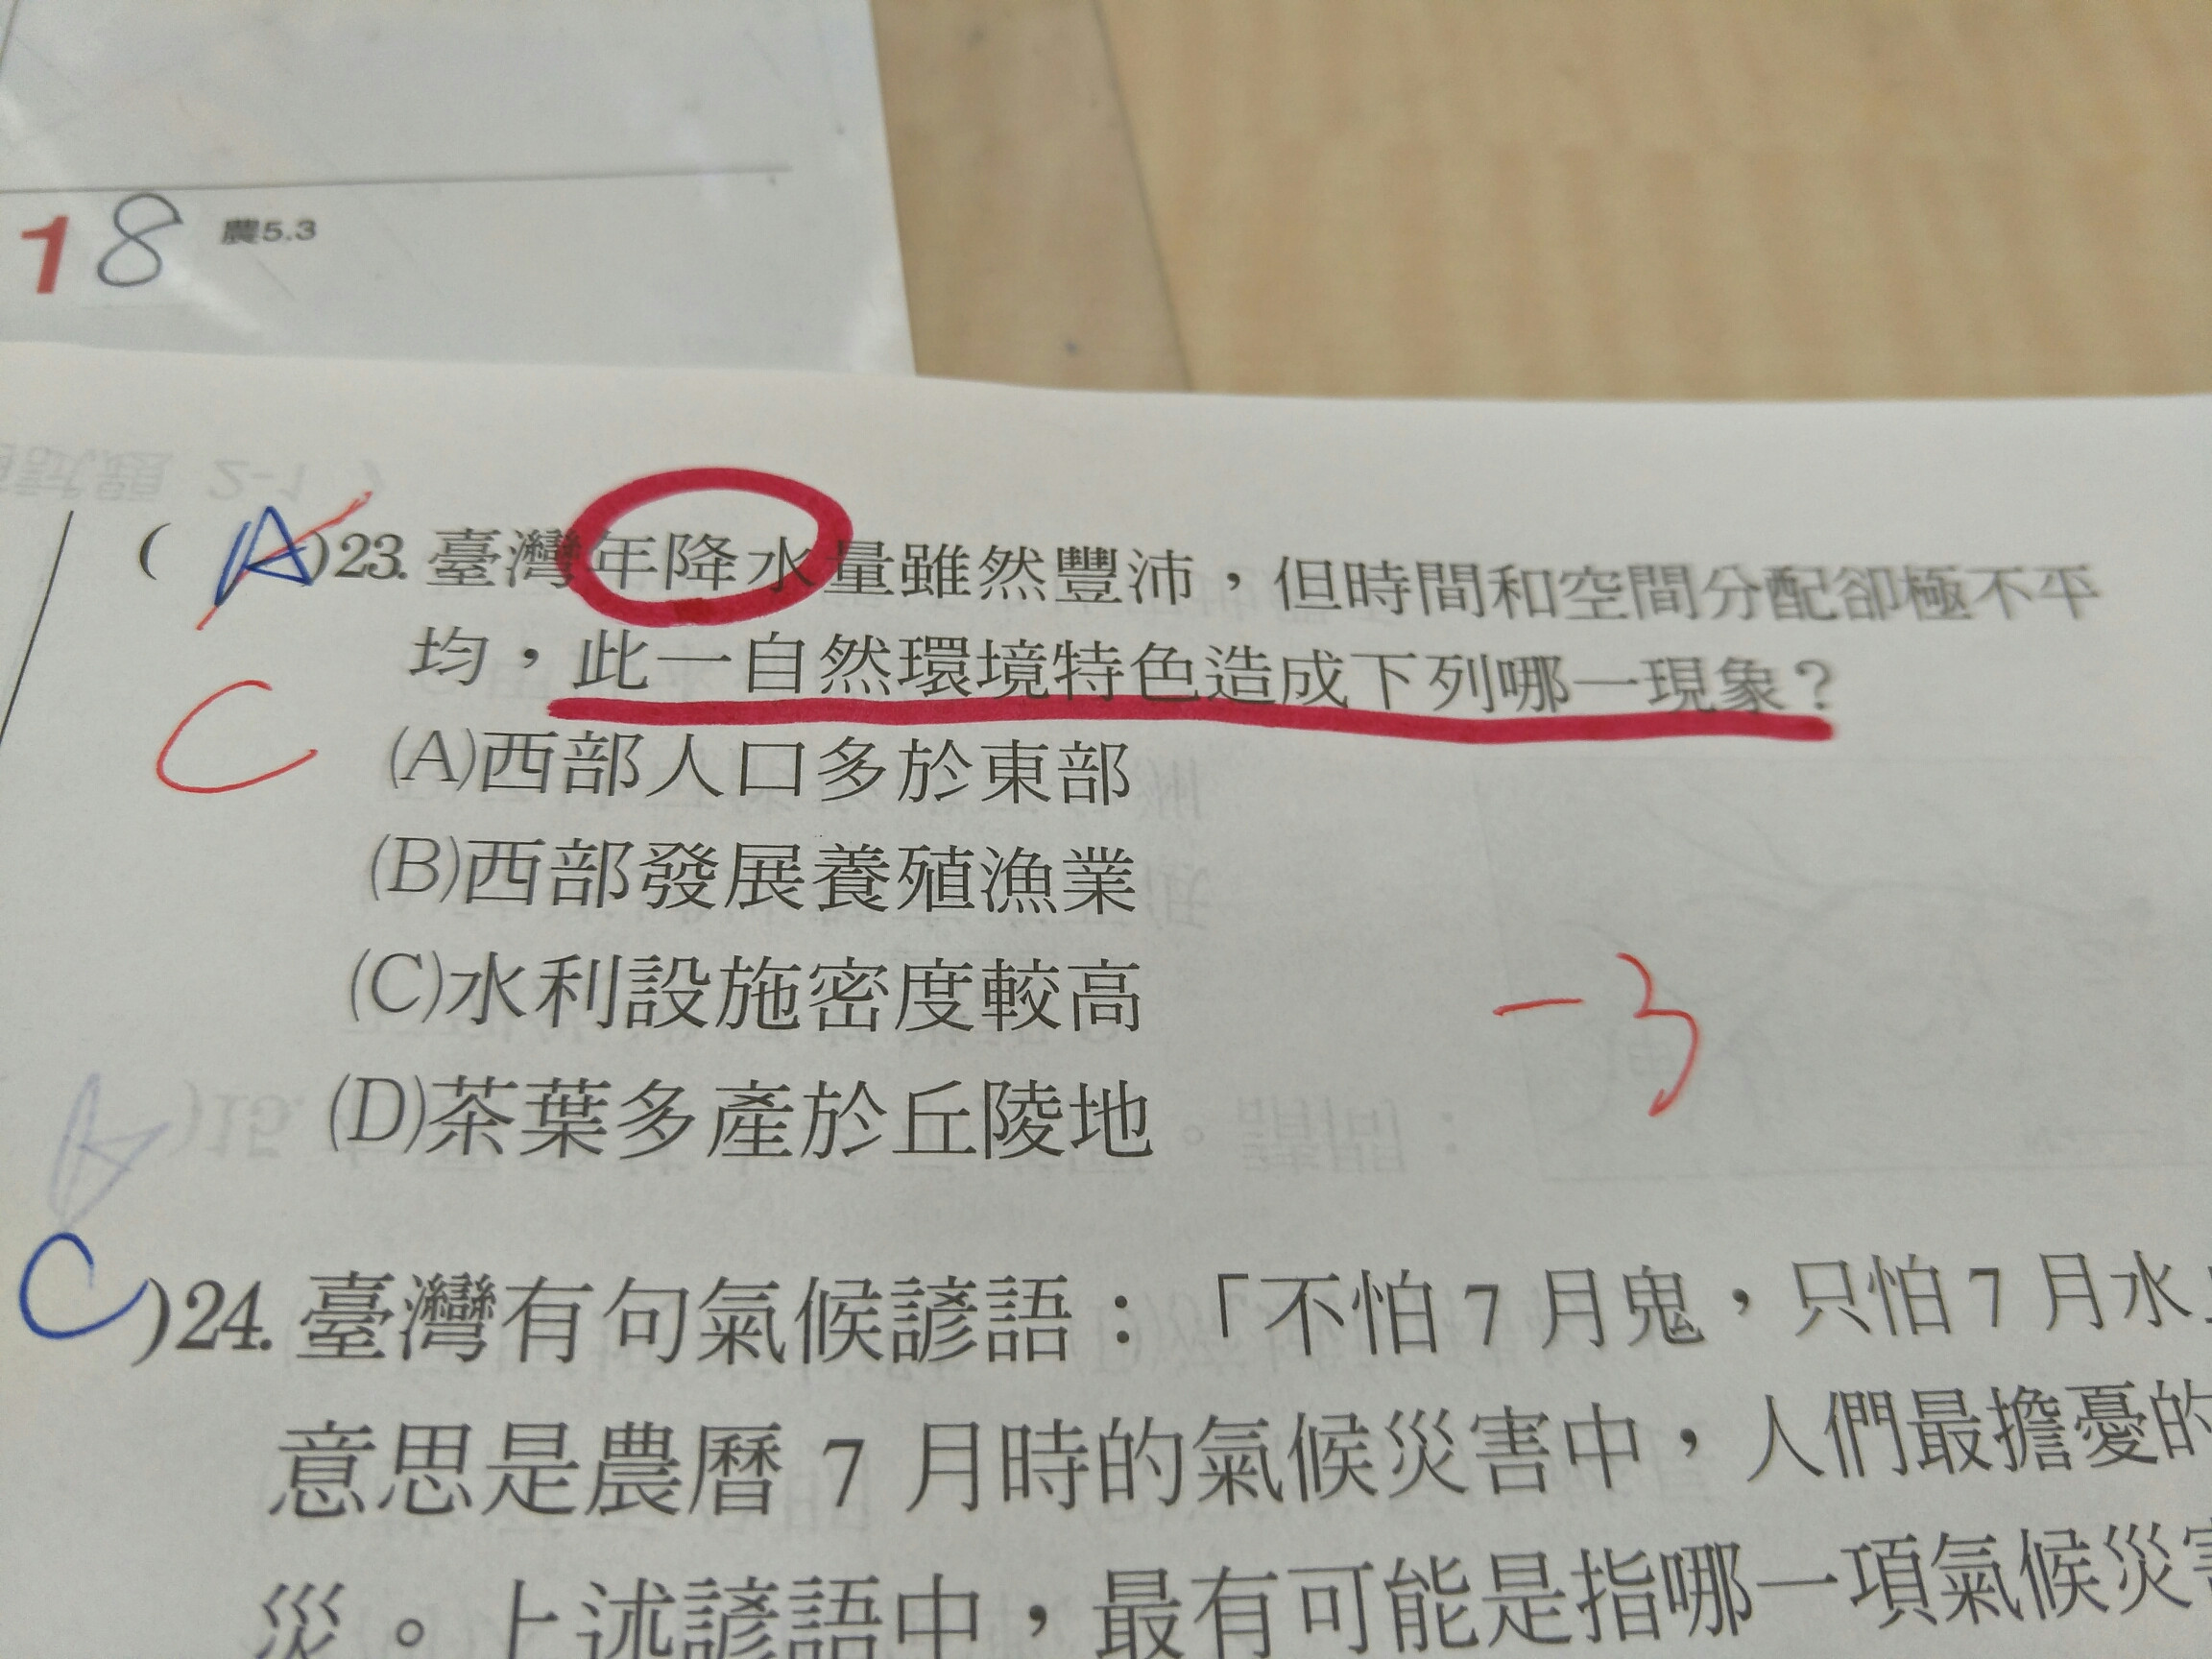 18 農5.3
試題 2-1
(A)23.臺灣年降水量雖然豐沛，但時間和空間分配卻極不平
均，此一自然環境特色造成下列哪一現象？
C
(A)西部人口多於東部
(B)西部發展養殖漁業
(C)水利設施密度較高
-3
(D)茶葉多產於丘陵地
C)24.臺灣有句氣候諺語：「不怕7月鬼，只怕7月水
意思是農曆7月時的氣候災害中，人們最擔憂的
災。上述諺語中，最有可能是指哪一項氣候災害